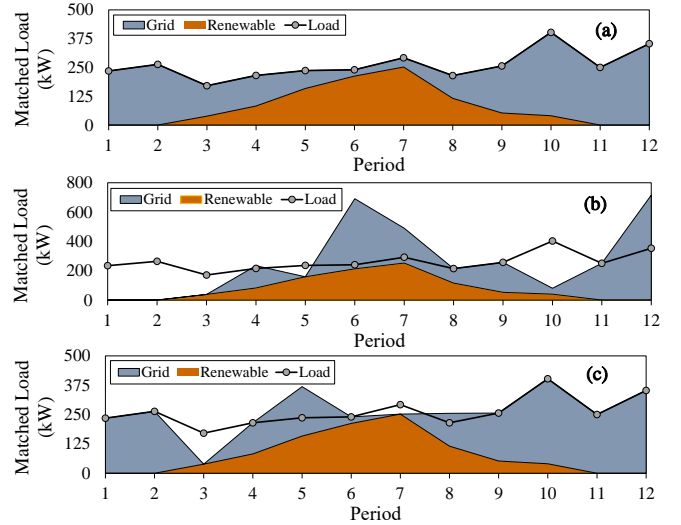 Matched Load
(kW)
500
375
250
125
0
Grid Renewable Load
(a)
1 2 3 4 5 6 7 8 9 10 11 12
Period
Matched Load
(kW)
800
600
400
200
0
Grid Renewable Load
(b)
1 2 3 4 5 6 7 8 9 10 11 12
Period
Matched Load
(kW)
500
375
250
125
0
Grid Renewable Load
(c)
1 2 3 4 5 6 7 8 9 10 11 12
Period